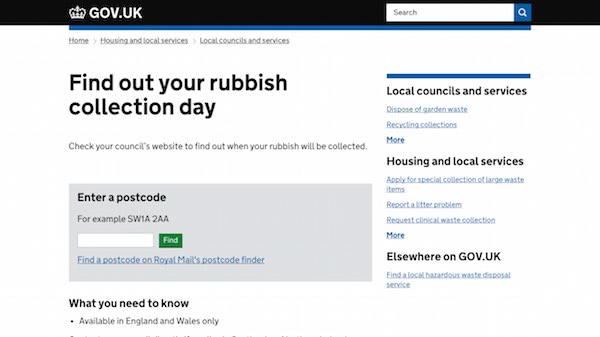 GOV.UK
Search
Home > Housing and local services > Local councils and services
Find out your rubbish
collection day
Check your council's website to find out when your rubbish will be collected.
Enter a postcode
For example SW1A 2AA
Find
Find a postcode on Royal Mail's postcode finder
What you need to know
• Available in England and Wales only
Local councils and services
Dispose of garden waste
Recycling collections
More
Housing and local services
Apply for special collection of large waste
items
Report a litter problem
Request clinical waste collection
More
Elsewhere on GOV.UK
Find a local hazardous waste disposal
service